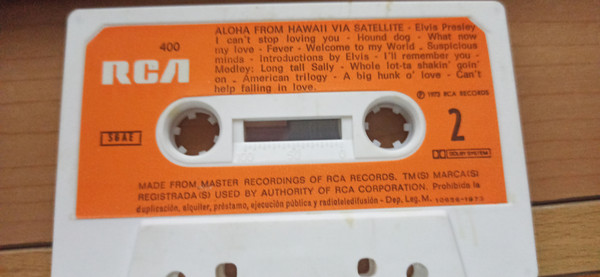 ALOHA FROM HAWAII VIA SATELLITE - Elvis Presley
I can't stop loving you - Hound dog - What now
my love - Fever - Welcome to my World - Suspicious
minds - Introductions by Elvis - I'll remember you -
Medley: Long tall Sally - Whole lot-ta shakin' goin'
on - American trilogy - A big hunk o' love - Can't
help falling in love.
400
RCA
℗ 1973 RCA RECORDS
SGAE
2
DOLBY SYSTEM
MADE FROM MASTER RECORDINGS OF RCA RECORDS. TM(S) MARCA(S)
REGISTRADA(S) USED BY AUTHORITY OF RCA CORPORATION. Prohibida la
duplicación, alquiler, préstamo, ejecución pública y radioteledifusión - Dep. Leg. M.